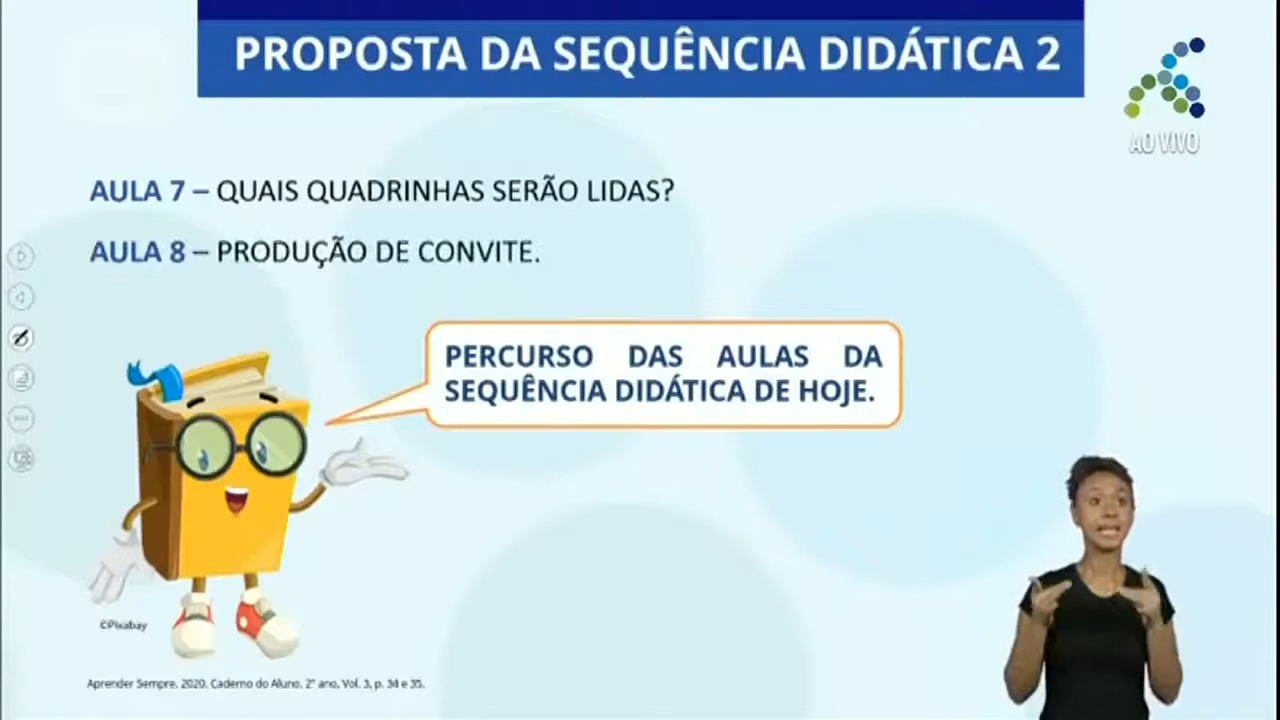 PROPOSTA DA SEQUÊNCIA DIDÁTICA 2
AO VIVO
AULA 7 – QUAIS QUADRINHAS SERÃO LIDAS?
AULA 8 – PRODUÇÃO DE CONVITE.
PERCURSO DAS AULAS DA
SEQUÊNCIA DIDÁTICA DE HOJE.
©Pixabay
Aprender Sempre, 2020, Caderno do Aluno, 2° ano, Vol. 3, p. 34 e 35.